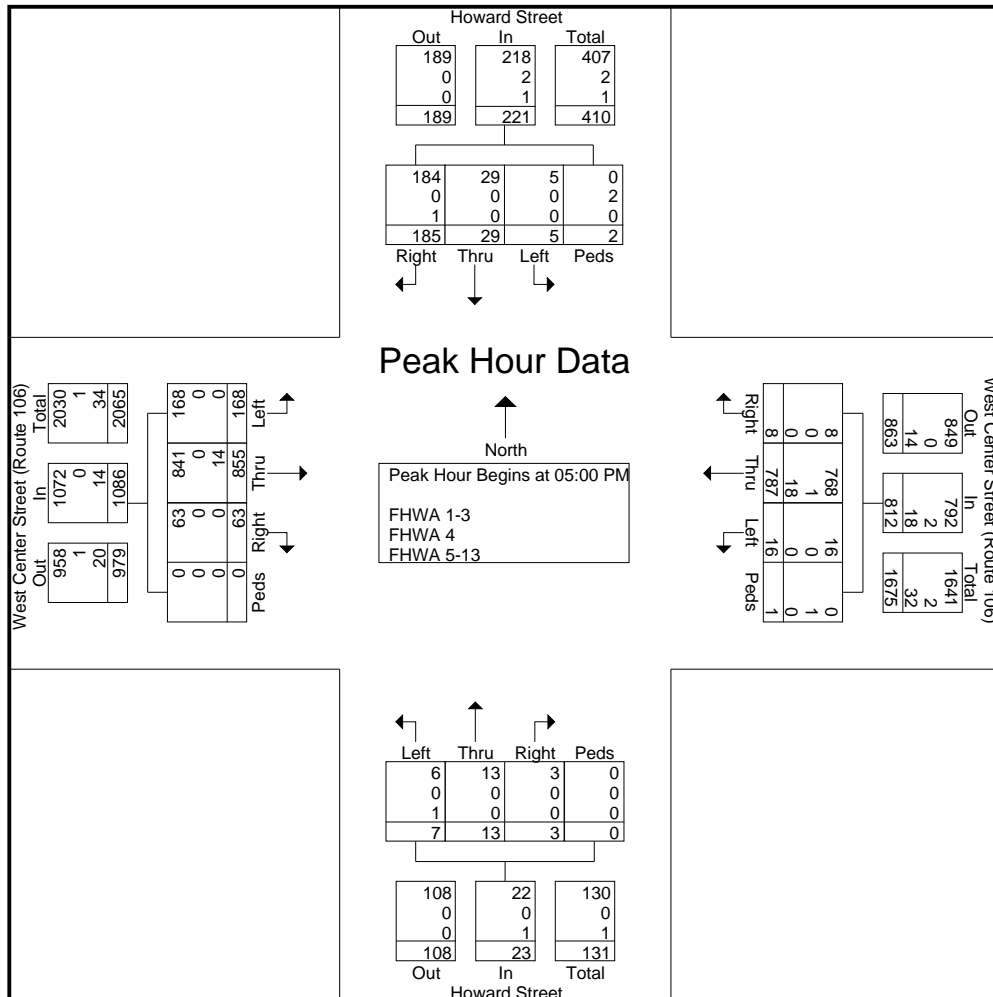 Howard Street
Out In Total
189 218 407
0 2 2
0 1 1
189 221 410
184 29 5 0
0 0 0 2
1 0 0 0
185 29 5 2
Right Thru Left Peds
Peak Hour Data
North
Peak Hour Begins at 05:00 PM
FHWA 1-3
FHWA 4
FHWA 5-13
West Center Street (Route 106)
Out In Total
958 1072 2030
1 0 1
20 14 34
979 1086 2065
0 63 841 168
0 0 0 0
0 0 14 0
0 63 855 168
Peds Right Thru Left
West Center Street (Route 106)
Out In Total
849 792 1641
0 2 2
14 18 32
863 812 1675
8 768 16 0
0 1 0 1
0 18 0 0
8 787 16 1
Right Thru Left Peds
Left Thru Right Peds
6 13 3 0
0 0 0 0
1 0 0 0
7 13 3 0
108 22 130
0 0 0
0 1 1
108 23 131
Out In Total
Howard Street